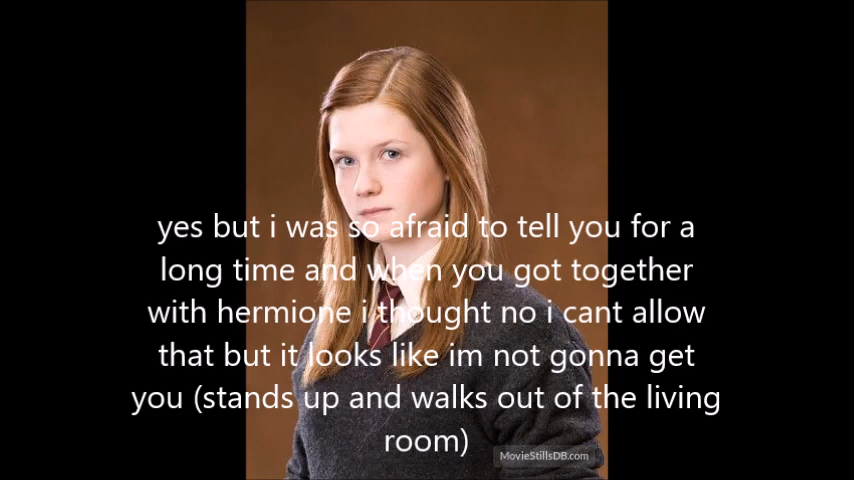 yes but i was so afraid to tell you for a
long time and when you got together
with hermione i thought no i cant allow
that but it looks like im not gonna get
you (stands up and walks out of the living
room)
MovieStillsDB.com